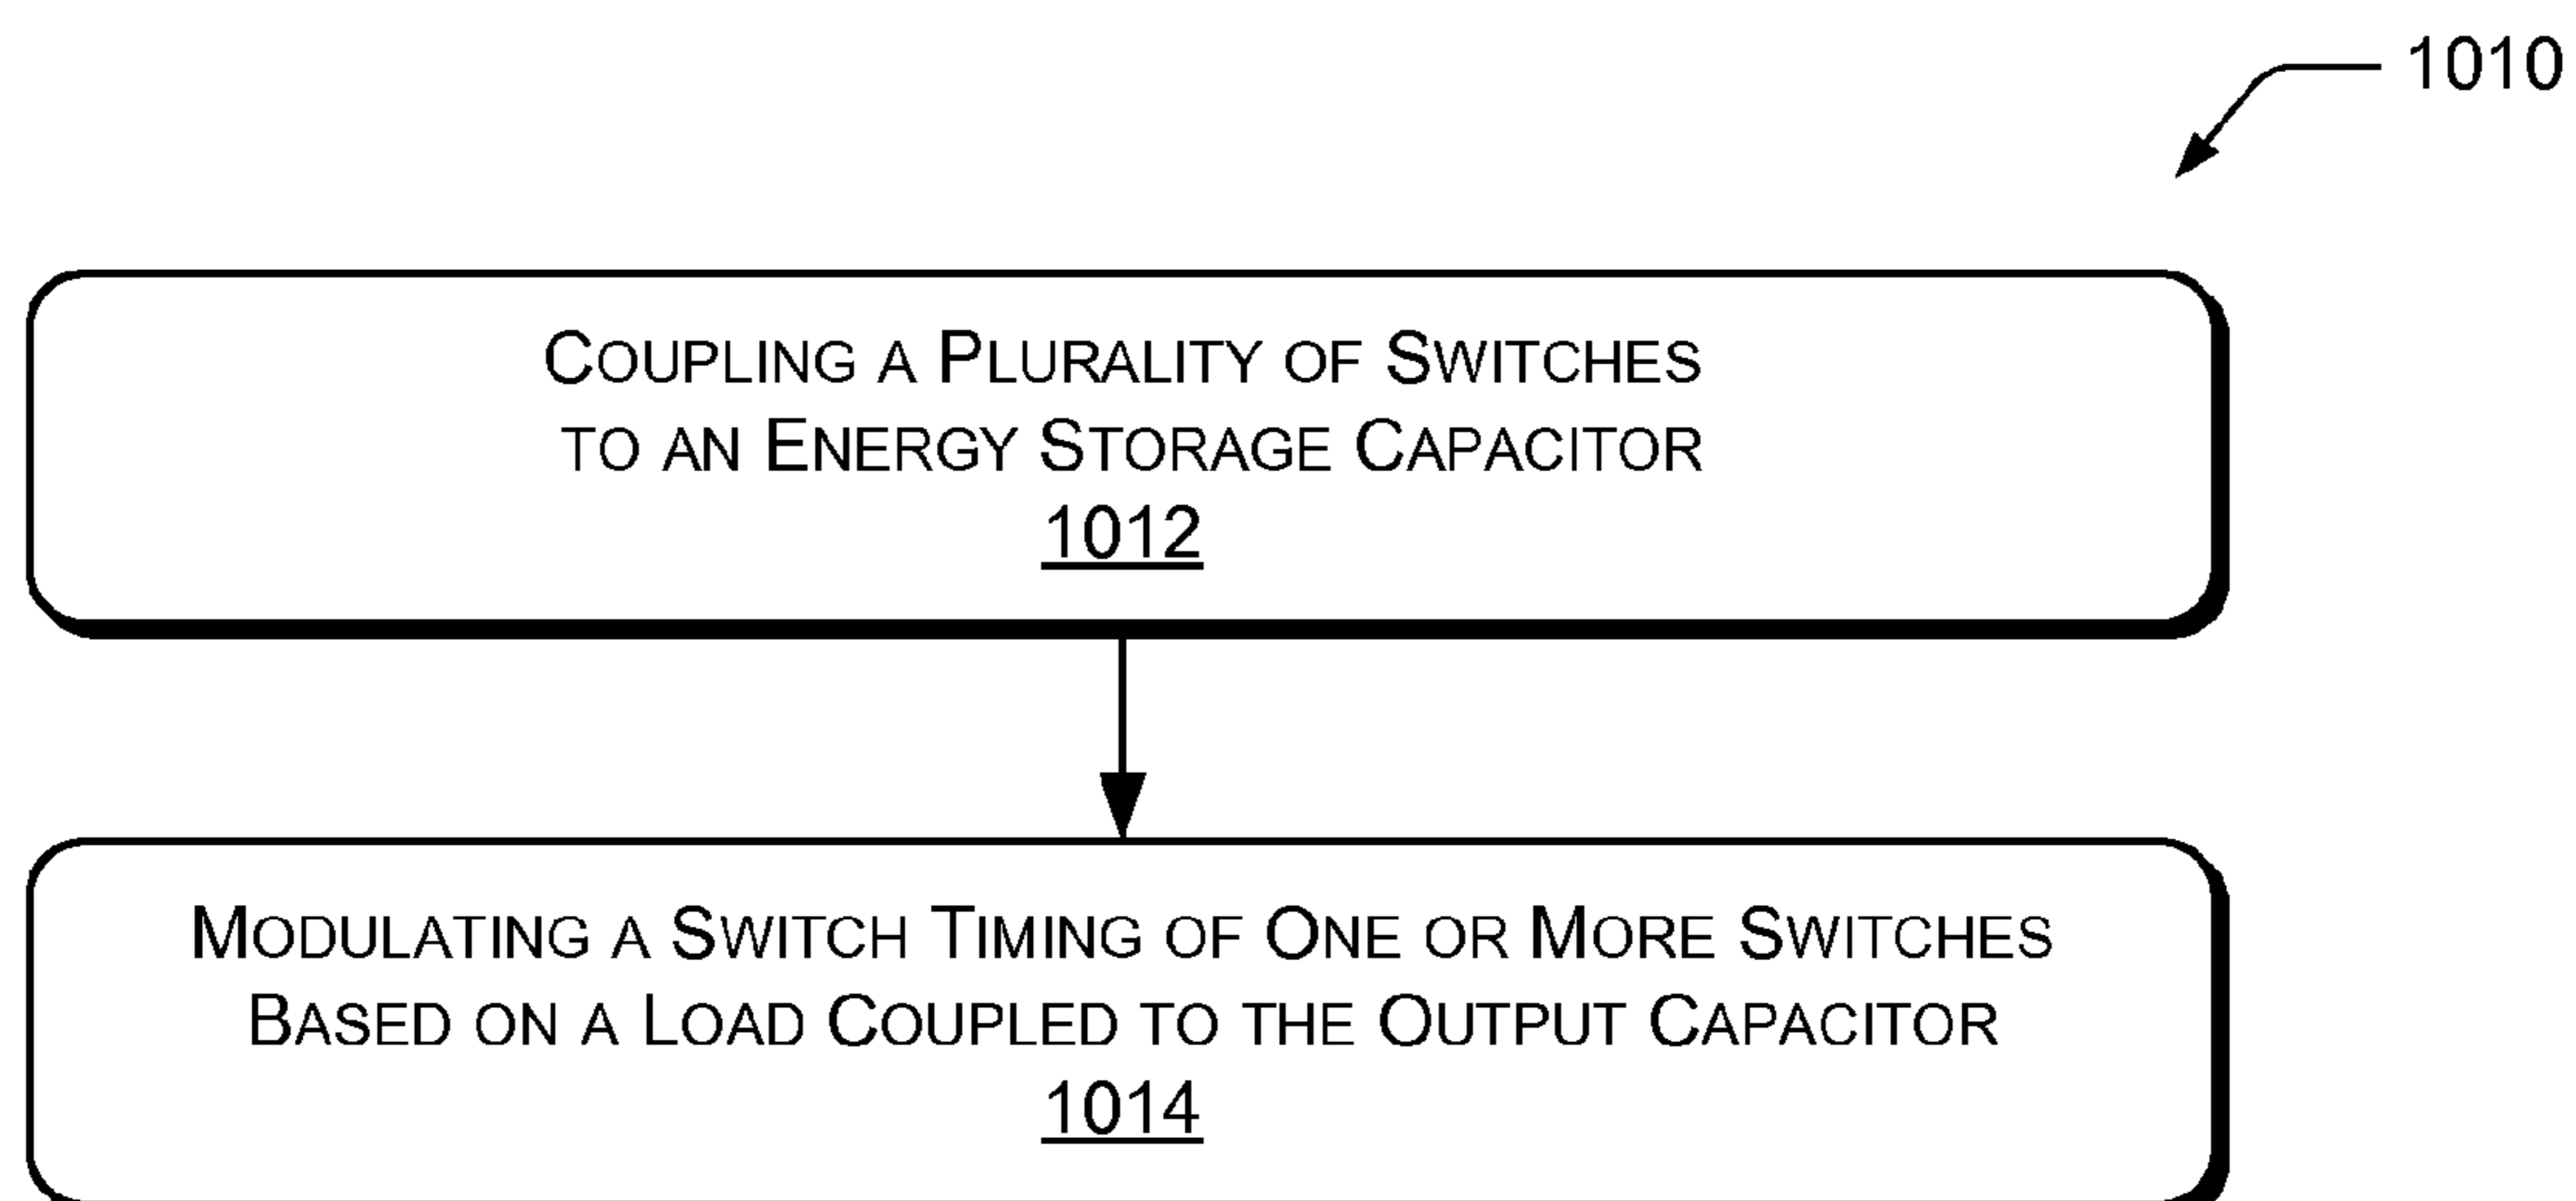 1010
COUPLING A PLURALITY OF SWITCHES
TO AN ENERGY STORAGE CAPACITOR
1012
MODULATING A SWITCH TIMING OF ONE OR MORE SWITCHES
BASED ON A LOAD COUPLED TO THE OUTPUT CAPACITOR
1014